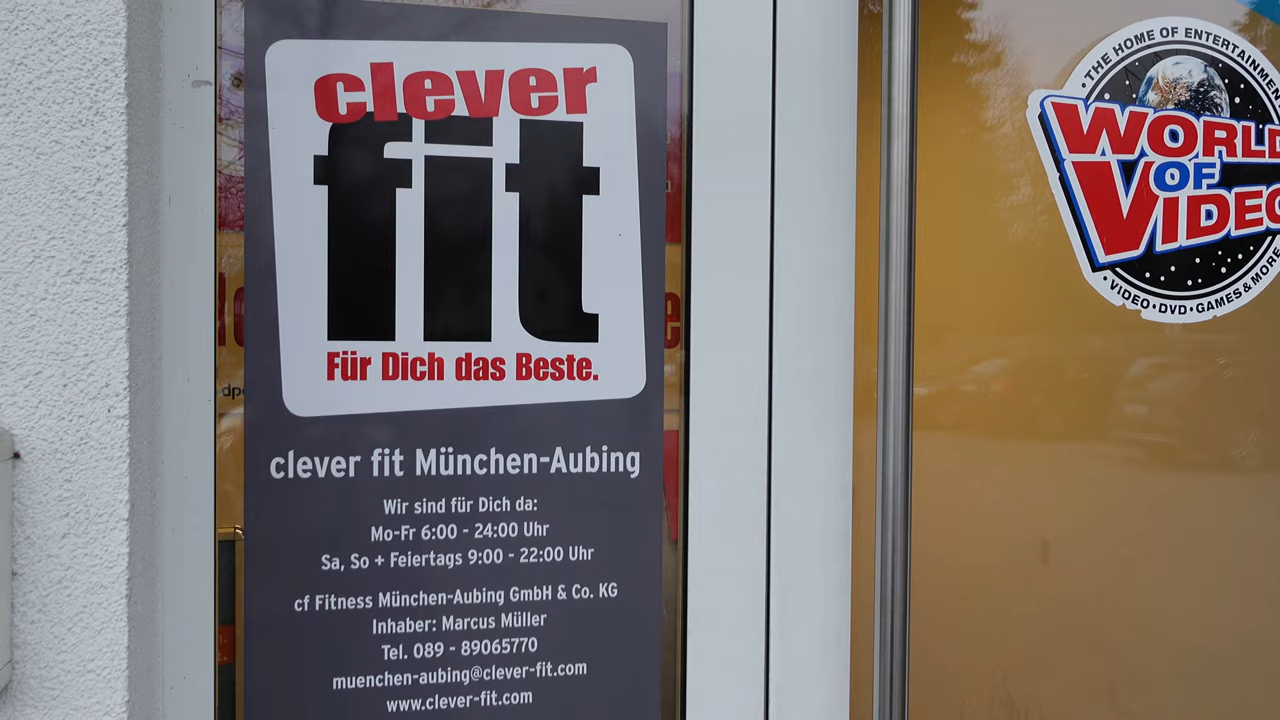 clever
fit
Für Dich das Beste.
clever fit München-Aubing
Wir sind für Dich da:
Mo-Fr 6:00 - 24:00 Uhr
Sa, So + Feiertags 9:00 - 22:00 Uhr
cf Fitness München-Aubing GmbH & Co. KG
Inhaber: Marcus Müller
Tel. 089 - 89065770
muenchen-aubing@clever-fit.com
www.clever-fit.com
• THE HOME OF ENTERTAINMEN
WORLD
OF
VIDEO
• VIDEO • DVD • GAMES & MORE